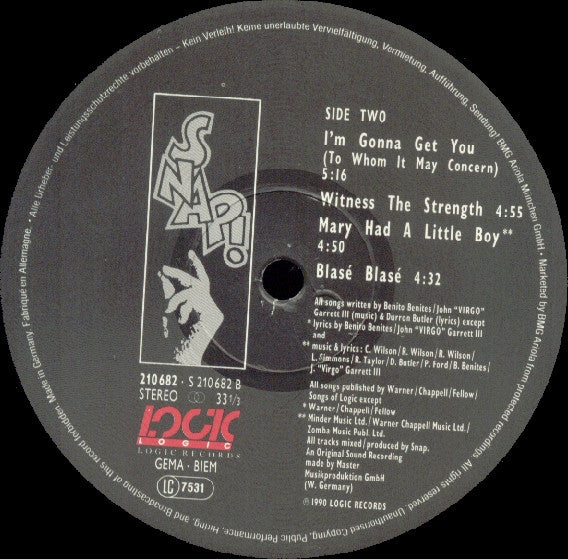 • Alle Urheber- und Leistungsschutzrechte vorbehalten – Kein Verleih! Keine unerlaubte Vervielfältigung, Vermietung, Aufführung, Sendung! BMG Ariola München GmbH • Marketed by BMG Ariola
from protected recordings All rights reserved. Unauthorised Copying, Public Performance, Hiring, and Broadcasting of this record forbidden. Made in Germany. Fabriqué en Allemagne.
SNAP!
SIDE TWO
I'm Gonna Get You
(To Whom It May Concern)
5:16
Witness The Strength 4:55
Mary Had A Little Boy**
4:50
Blasé Blasé 4:32
All songs written by Benito Benites/John "VIRGO"
Garrett III (music) & Durron Butler (lyrics) except
* lyrics by Benito Benites/John "VIRGO" Garrett III
and
** music & lyrics: C. Wilson/R. Wilson/R. Wilson/
L. Simmons/R. Taylor/D. Butler/P. Ford/B. Benites/
J. "Virgo" Garrett III
All songs published by Warner/Chappell/Fellow/
Songs of Logic except
* Warner/Chappell/Fellow
** Minder Music Ltd./Warner Chappell Music Ltd./
Zomba Music Publ. Ltd.
All tracks mixed/produced by Snap.
An Original Sound Recording
made by Master
Musikproduktion GmbH
(W. Germany)
℗ 1990 LOGIC RECORDS
210682 · S 210682 B
STEREO 33 1/3
LOGIC
LOGIC
LOGIC RECORDS
GEMA · BIEM
LC 7531